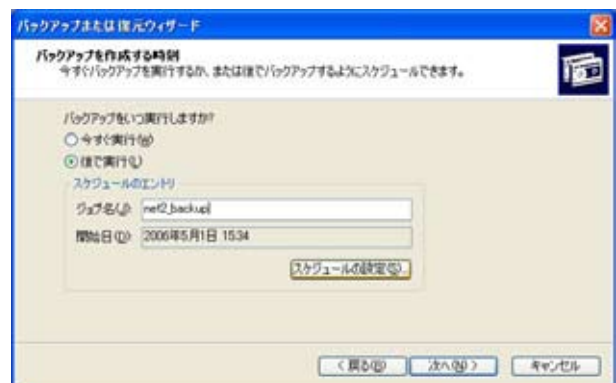 バックアップまたは復元ウィザード
バックアップを作成する時刻
今すぐバックアップを実行するか、または後でバックアップするようにスケジュールできます。
バックアップをいつ実行しますか?
今すぐ実行(W)
後で実行(L)
スケジュールのエントリ
ジョブ名(J): net2_backup
開始日(D): 2006年5月1日 15:34
スケジュールの設定(S)...
< 戻る(B)
次へ(N) >
キャンセル